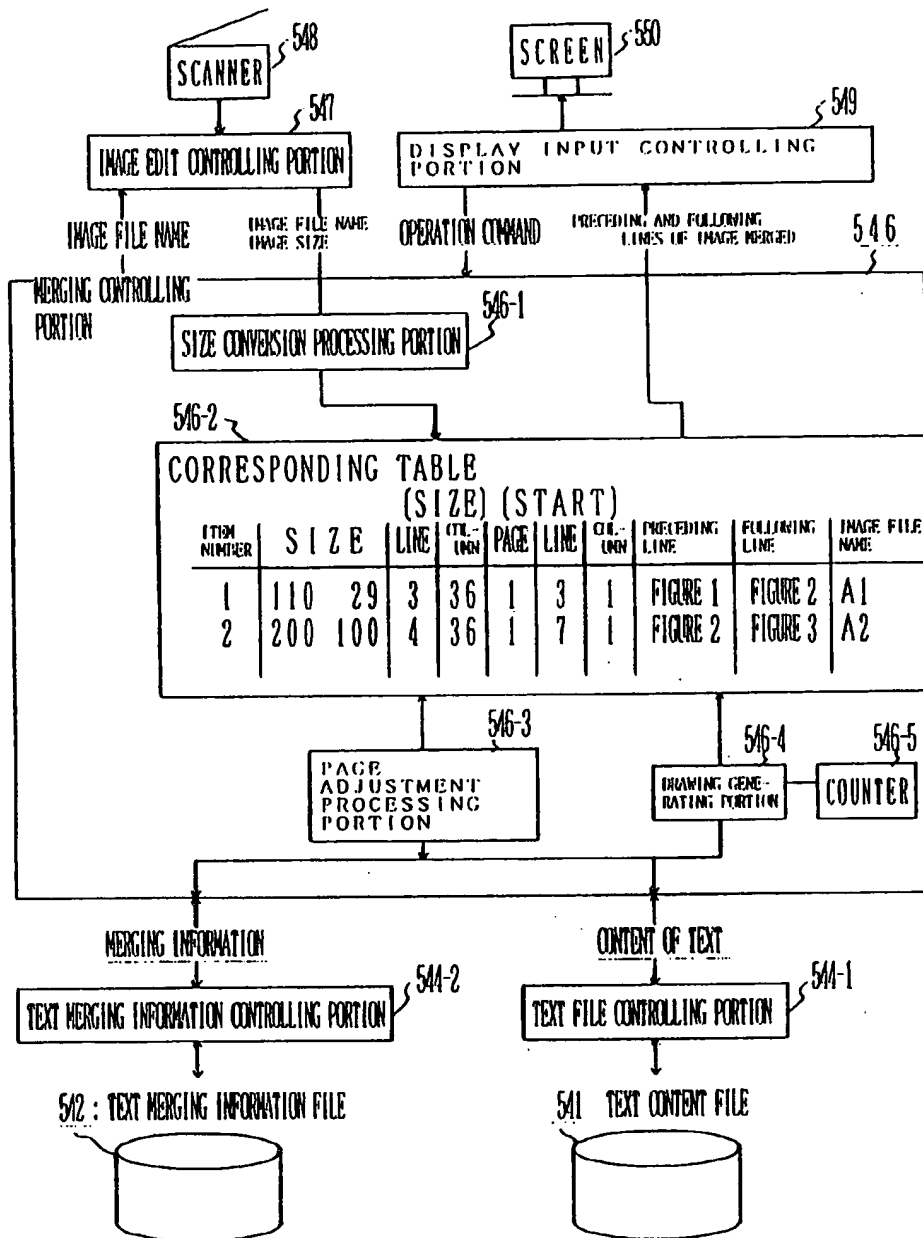 548
SCANNER
550
SCREEN
547
IMAGE EDIT CONTROLLING PORTION
549
DISPLAY INPUT CONTROLLING
PORTION
IMAGE FILE NAME
IMAGE FILE NAME
IMAGE SIZE
OPERATION COMMAND
PRECEDING AND FOLLOWING
LINES OF IMAGE MERGED
546
MERGING CONTROLLING
PORTION
546-1
SIZE CONVERSION PROCESSING PORTION
546-2
CORRESPONDING TABLE
(SIZE) (START)
ITEM NUMBER SIZE LINE COL-UMN PAGE LINE COL-UMN PRECEDING LINE FOLLOWING LINE IMAGE FILE NAME
1 110 29 3 36 1 3 1 FIGURE 1 FIGURE 2 A1
2 200 100 4 36 1 7 1 FIGURE 2 FIGURE 3 A2
546-3
PAGE
ADJUSTMENT
PROCESSING
PORTION
546-4
DRAWING GENE-
RATING PORTION
546-5
COUNTER
MERGING INFORMATION
CONTENT OF TEXT
544-2
TEXT MERGING INFORMATION CONTROLLING PORTION
544-1
TEXT FILE CONTROLLING PORTION
542 : TEXT MERGING INFORMATION FILE
541 TEXT CONTENT FILE